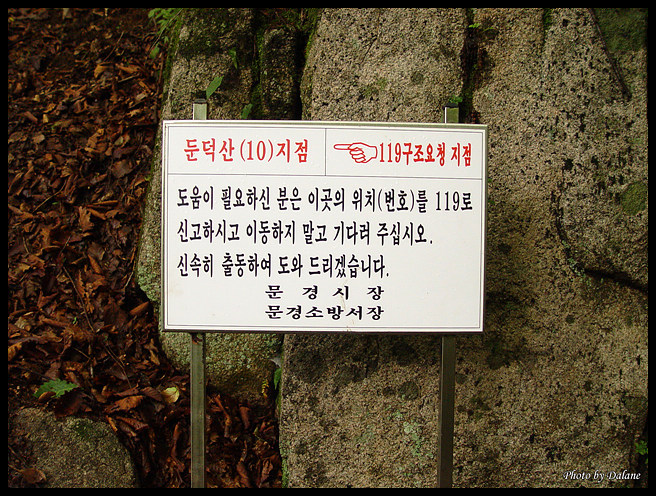 둔덕산(10)지점
119구조요청 지점
도움이 필요하신 분은 이곳의 위치(번호)를 119로
신고하시고 이동하지 말고 기다려 주십시오.
신속히 출동하여 도와 드리겠습니다.
문 경 시 장
문경소방서장
Photo by Dalane